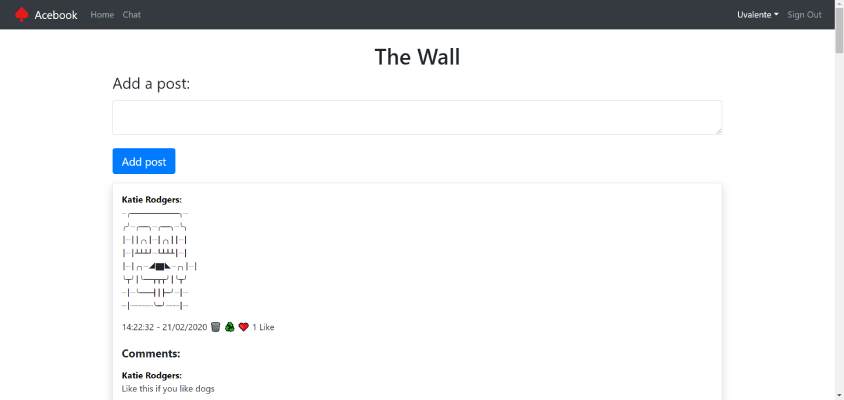 Acebook Home Chat Uvalente Sign Out
The Wall
Add a post:
Add post
Katie Rodgers:
14:22:32 - 21/02/2020 1 Like
Comments:
Katie Rodgers:
Like this if you like dogs